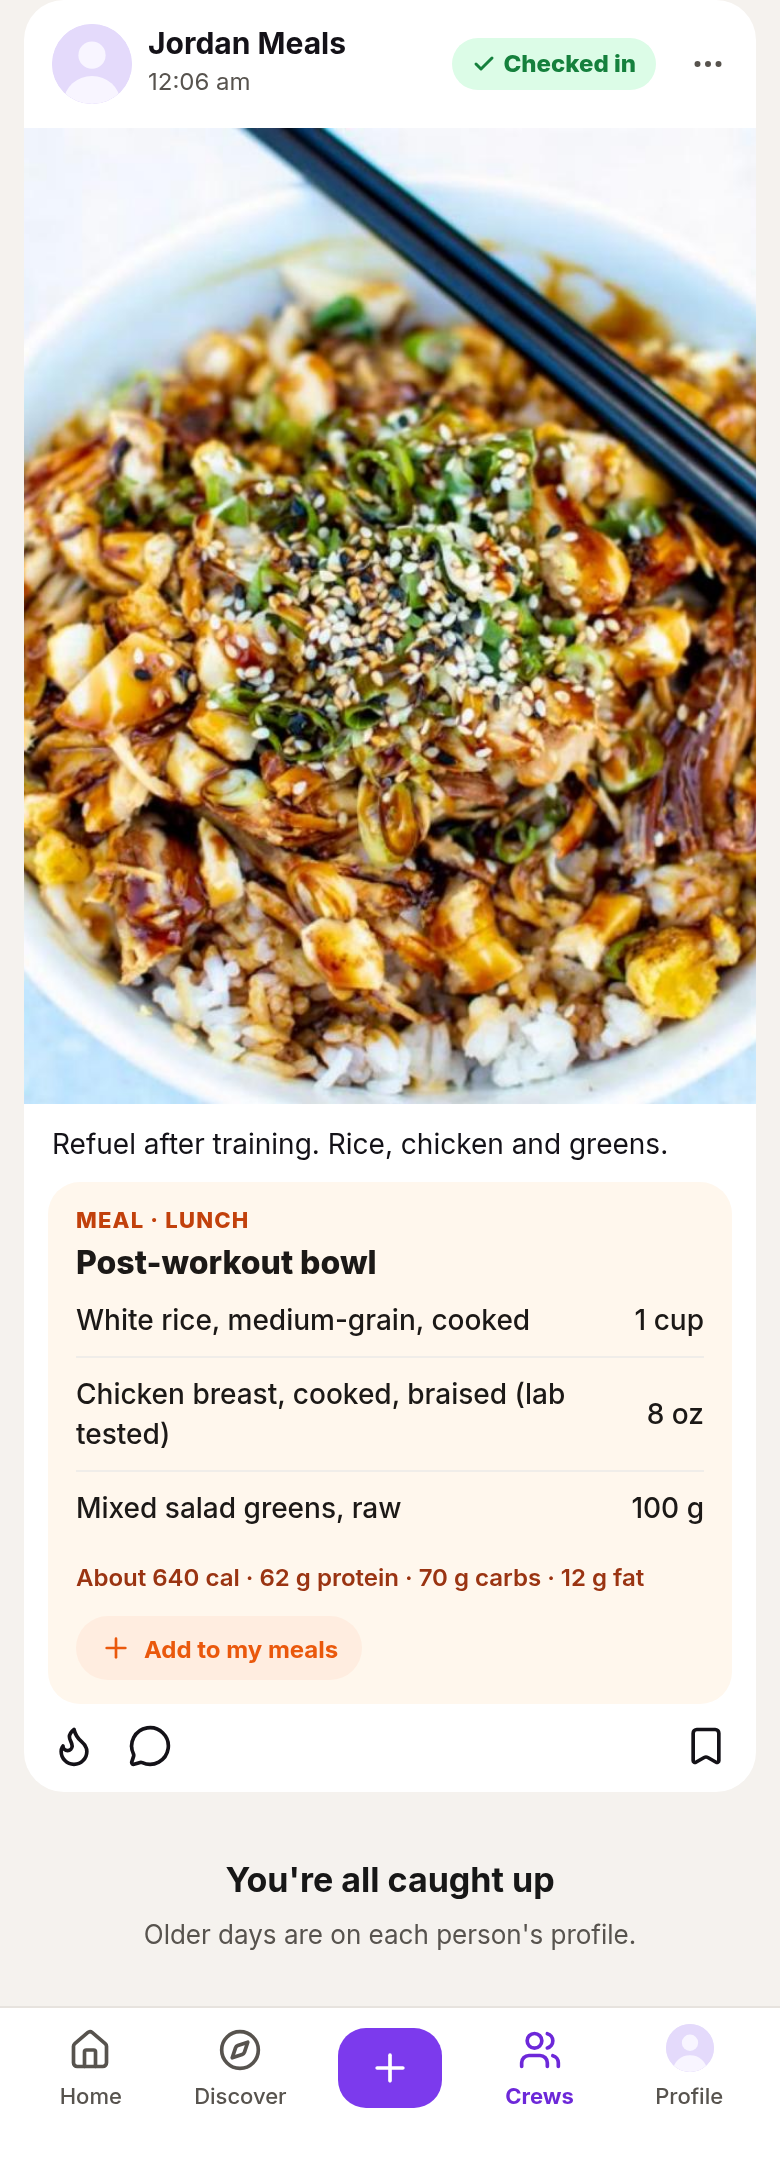 Jordan Meals
12:06 am
Checked in
Refuel after training. Rice, chicken and greens.
MEAL · LUNCH
Post-workout bowl
White rice, medium-grain, cooked 1 cup
Chicken breast, cooked, braised (lab
tested) 8 oz
Mixed salad greens, raw 100 g
About 640 cal · 62 g protein · 70 g carbs · 12 g fat
Add to my meals
You're all caught up
Older days are on each person's profile.
Home Discover Crews Profile